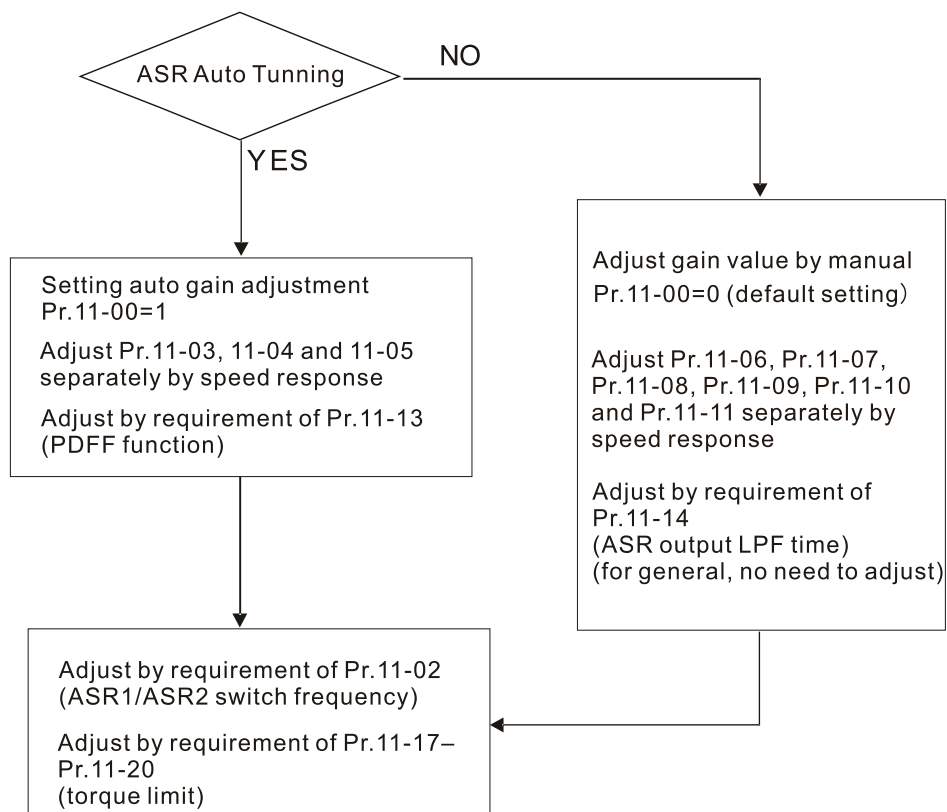 ASR Auto Tunning
NO
YES
Setting auto gain adjustment
Pr.11-00=1
Adjust Pr.11-03, 11-04 and 11-05
separately by speed response
Adjust by requirement of Pr.11-13
(PDFF function)
Adjust gain value by manual
Pr.11-00=0 (default setting)
Adjust Pr.11-06, Pr.11-07,
Pr.11-08, Pr.11-09, Pr.11-10
and Pr.11-11 separately by
speed response
Adjust by requirement of
Pr.11-14
(ASR output LPF time)
(for general, no need to adjust)
Adjust by requirement of Pr.11-02
(ASR1/ASR2 switch frequency)
Adjust by requirement of Pr.11-17–
Pr.11-20
(torque limit)